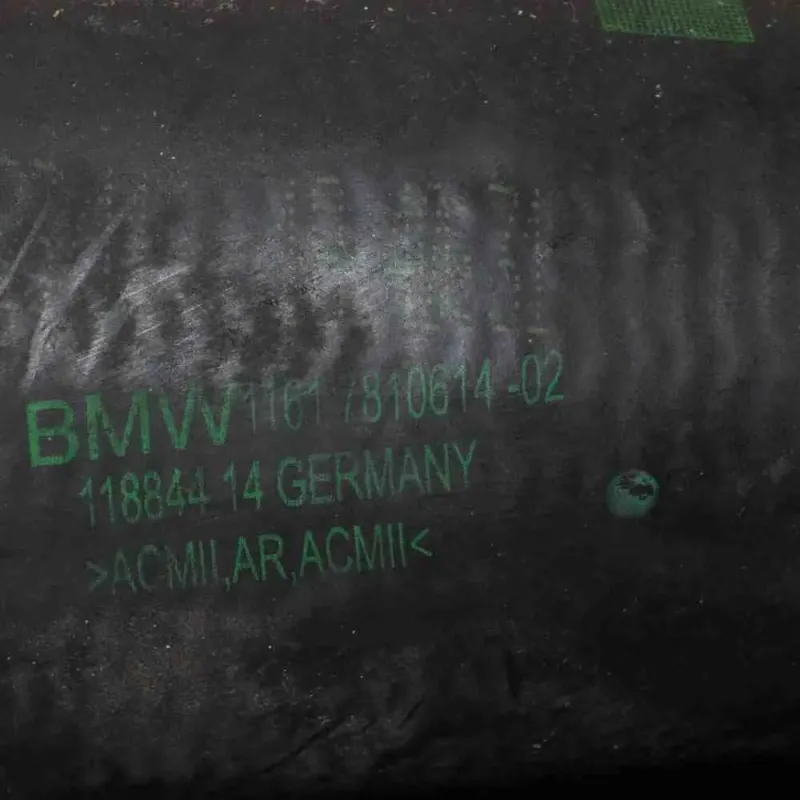 BMW 1161 7810614-02
118844 14 GERMANY
>ACMII,AR,ACMII<